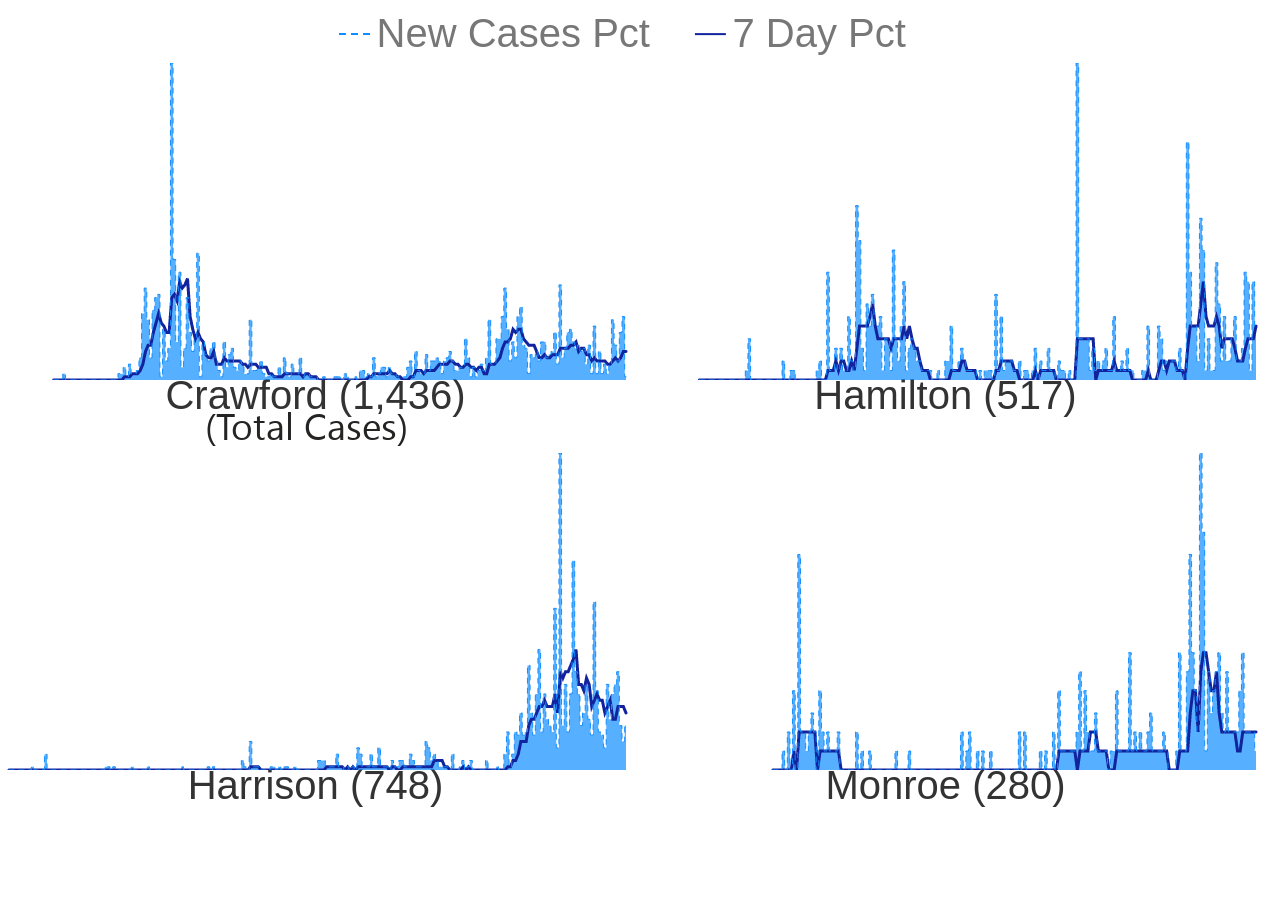 New Cases Pct 7 Day Pct
Crawford (1,436) Hamilton (517)
(Total Cases)
Harrison (748) Monroe (280)